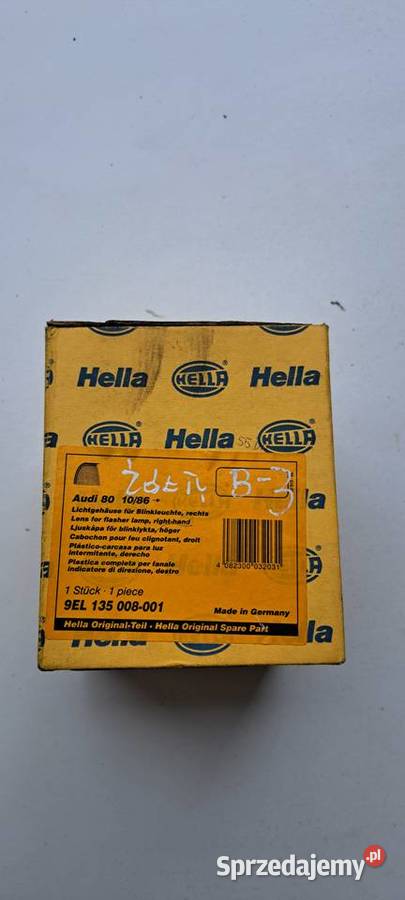 Hella HELLA Hella
HELLA Hella HELLA
Audi 80 10/86→
B-3
Lichtgehäuse für Blinkleuchte, rechts
Lens for flasher lamp, right-hand
Ljuskåpa för blinklykta, höger
Cabochon pour feu clignotant, droit
Plástico-carcasa para luz
intermitente, derecho
Plastica completa per fanale
indicatore di direzione, destro
4 082300 032031
1 Stück · 1 piece
9EL 135 008-001
Made in Germany
Hella Original-Teil · Hella Original Spare Part
Hella
Sprzedajemy.pl